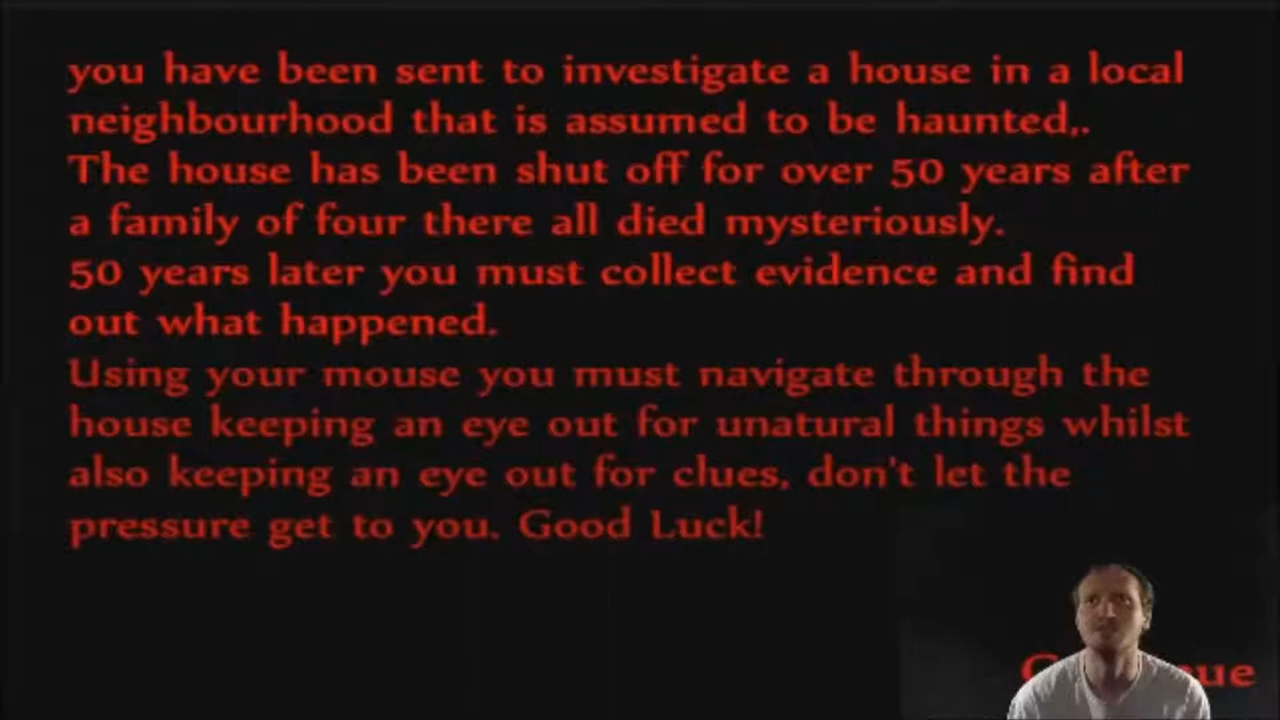 you have been sent to investigate a house in a local
neighbourhood that is assumed to be haunted,.
The house has been shut off for over 50 years after
a family of four there all died mysteriously.
50 years later you must collect evidence and find
out what happened.
Using your mouse you must navigate through the
house keeping an eye out for unatural things whilst
also keeping an eye out for clues, don't let the
pressure get to you. Good Luck!